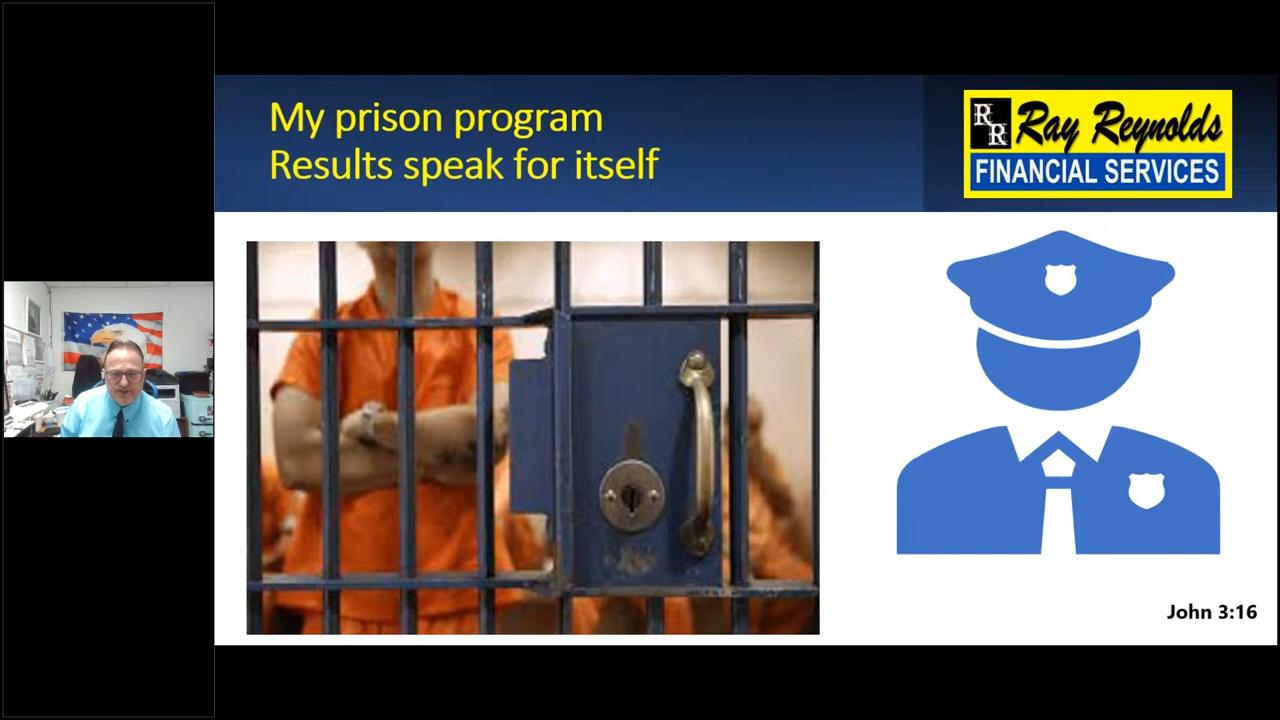 My prison program
Results speak for itself
RR
Ray Reynolds
FINANCIAL SERVICES
John 3:16